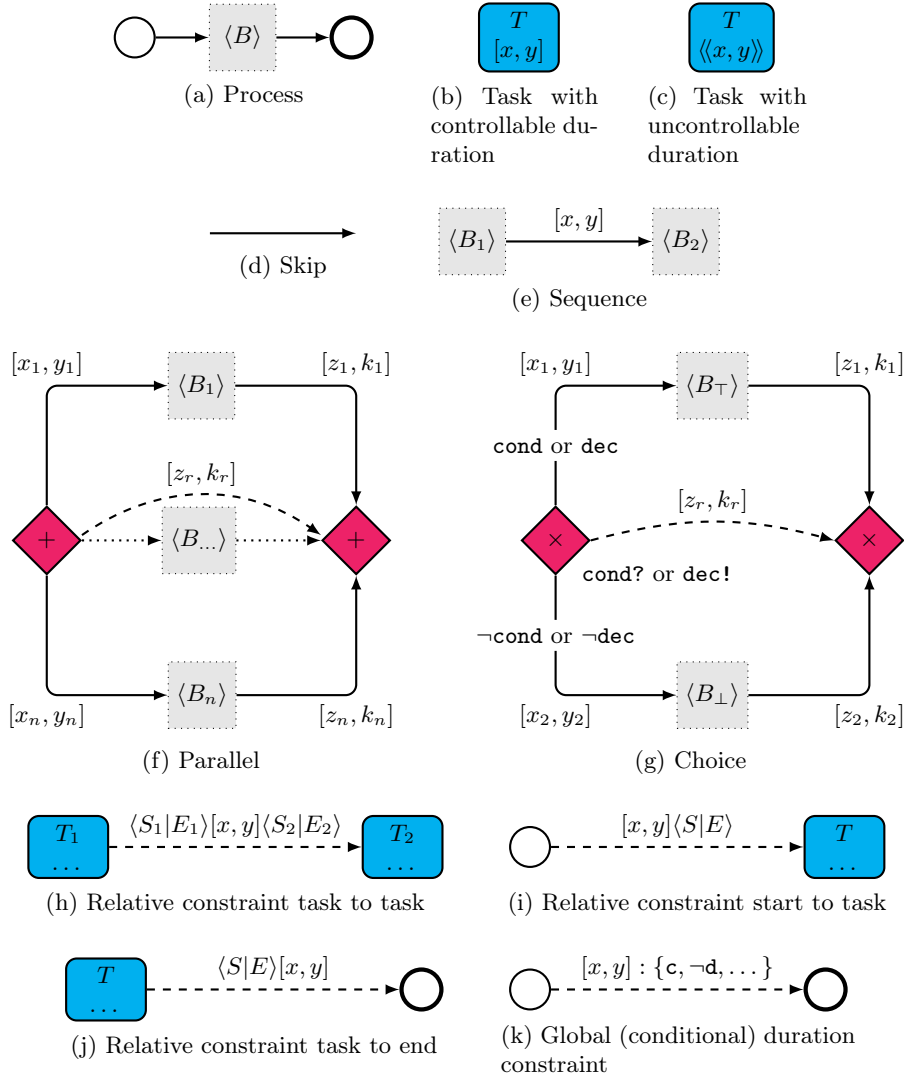 ⟨B⟩
T
[x, y]
T
⟨⟨x, y⟩⟩
(a) Process
(b) Task with
controllable du-
ration
(c) Task with
uncontrollable
duration
(d) Skip
⟨B₁⟩
[x, y]
⟨B₂⟩
(e) Sequence
[x₁, y₁]
⟨B₁⟩
[z₁, k₁]
[zᵣ, kᵣ]
+
⟨B...⟩
+
⟨Bₙ⟩
[xₙ, yₙ]
[zₙ, kₙ]
(f) Parallel
[x₁, y₁]
⟨B⊤⟩
[z₁, k₁]
cond or dec
[zᵣ, kᵣ]
×
×
cond? or dec!
¬cond or ¬dec
⟨B⊥⟩
[x₂, y₂]
[z₂, k₂]
(g) Choice
T₁
...
⟨S₁|E₁⟩[x, y]⟨S₂|E₂⟩
T₂
...
(h) Relative constraint task to task
[x, y]⟨S|E⟩
T
...
(i) Relative constraint start to task
T
...
⟨S|E⟩[x, y]
(j) Relative constraint task to end
[x, y] : {c, ¬d, ...}
(k) Global (conditional) duration
constraint